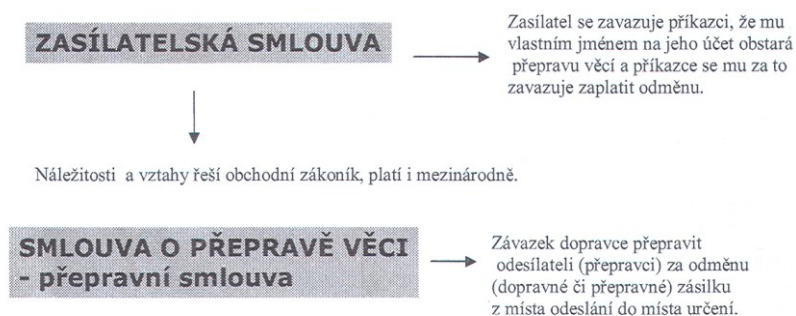 ZASÍLATELSKÁ SMLOUVA
Zasílatel se zavazuje příkazci, že mu
vlastním jménem na jeho účet obstará
přepravu věcí a příkazce se mu za to
zavazuje zaplatit odměnu.
Náležitosti a vztahy řeší obchodní zákoník, platí i mezinárodně.
SMLOUVA O PŘEPRAVĚ VĚCI
- přepravní smlouva
Závazek dopravce přepravit
odesílateli (přepravci) za odměnu
(dopravné či přepravné) zásilku
z místa odeslání do místa určení.